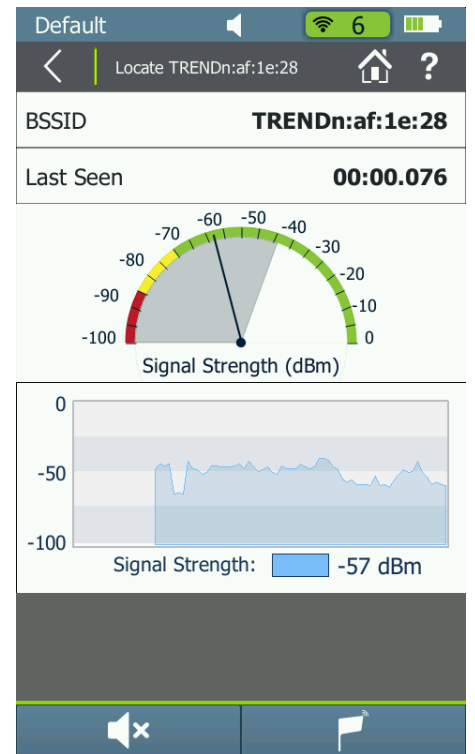 Default 6
Locate TRENDn:af:1e:28 ?
BSSID TRENDn:af:1e:28
Last Seen 00:00.076
-100 -90 -80 -70 -60 -50 -40 -30 -20 -10 0
Signal Strength (dBm)
0
-50
-100
Signal Strength: -57 dBm